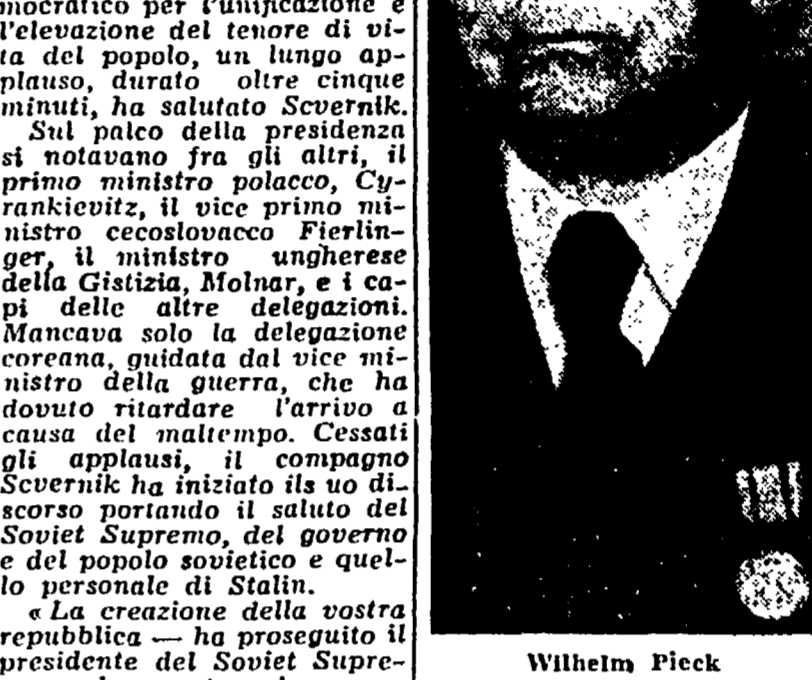 mocratico per l'unificazione e
l'elevazione del tenore di vi-
ta del popolo, un lungo ap-
plauso, durato oltre cinque
minuti, ha salutato Scvernik.
Sul palco della presidenza
si notavano fra gli altri, il
primo ministro polacco, Cy-
rankievitz, il vice primo mi-
nistro cecoslovacco Fierlin-
ger, il ministro ungherese
della Gistizia, Molnar, e i ca-
pi delle altre delegazioni.
Mancava solo la delegazione
coreana, guidata dal vice mi-
nistro della guerra, che ha
dovuto ritardare l'arrivo a
causa del maltempo. Cessati
gli applausi, il compagno
Scvernik ha iniziato ils uo di-
scorso portando il saluto del
Soviet Supremo, del governo
e del popolo sovietico e quel-
lo personale di Stalin.
« La creazione della vostra
repubblica — ha proseguito il
presidente del Soviet Supre-
Wilhelm Pieck